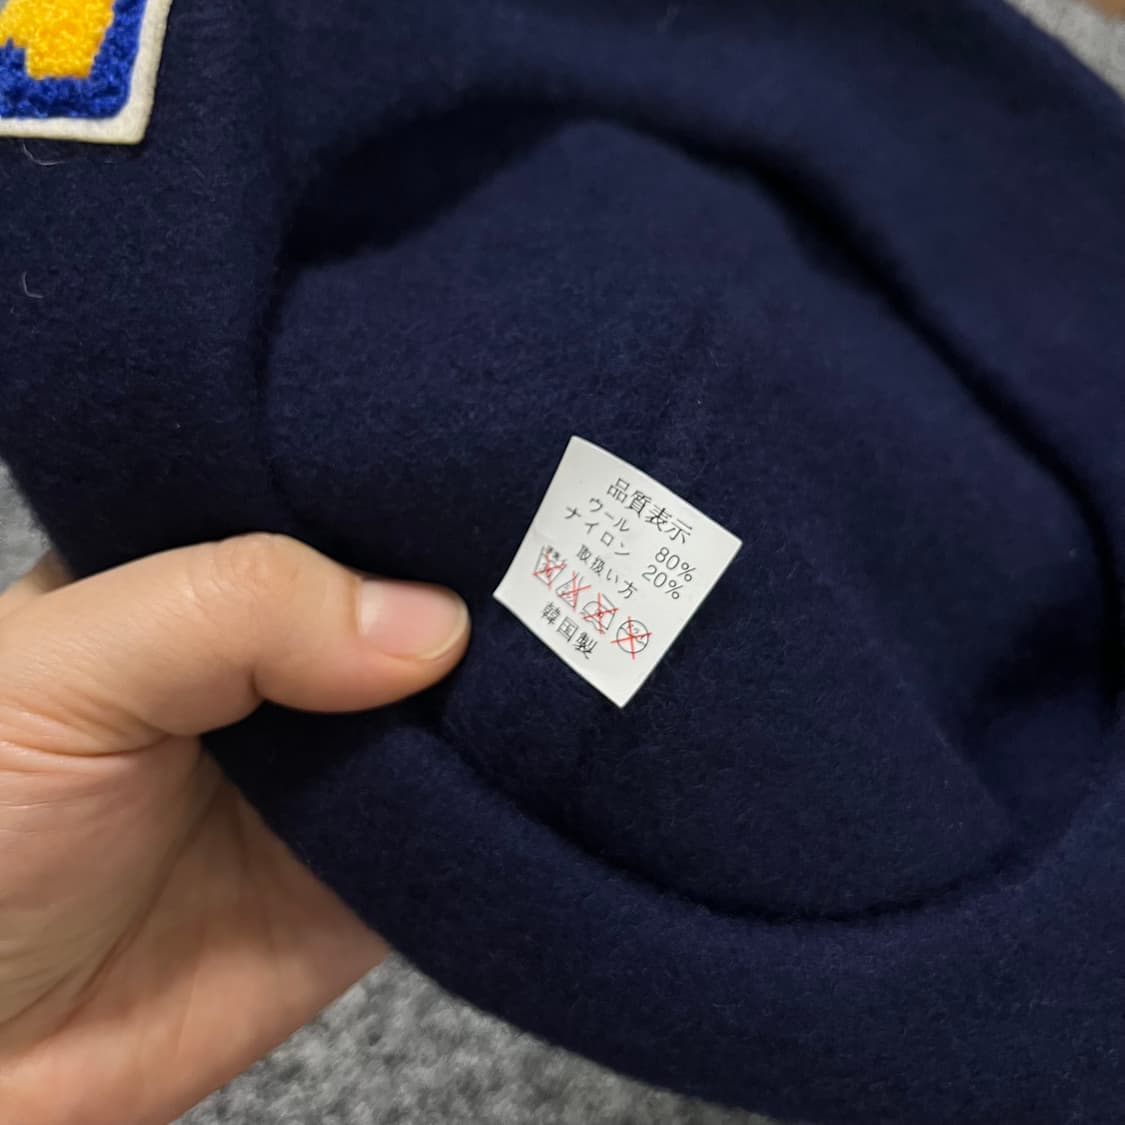 品質表示
ウール 80%
ナイロン 20%
取扱い方
韓国製